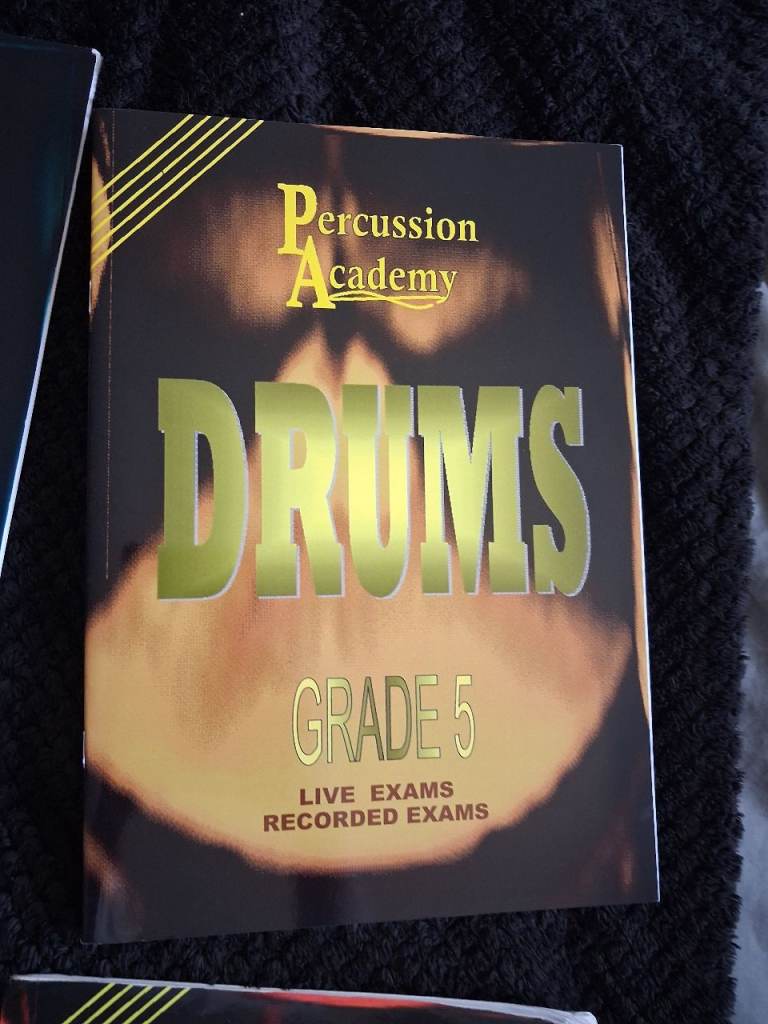 Percussion
Academy
DRUMS
GRADE 5
LIVE EXAMS
RECORDED EXAMS